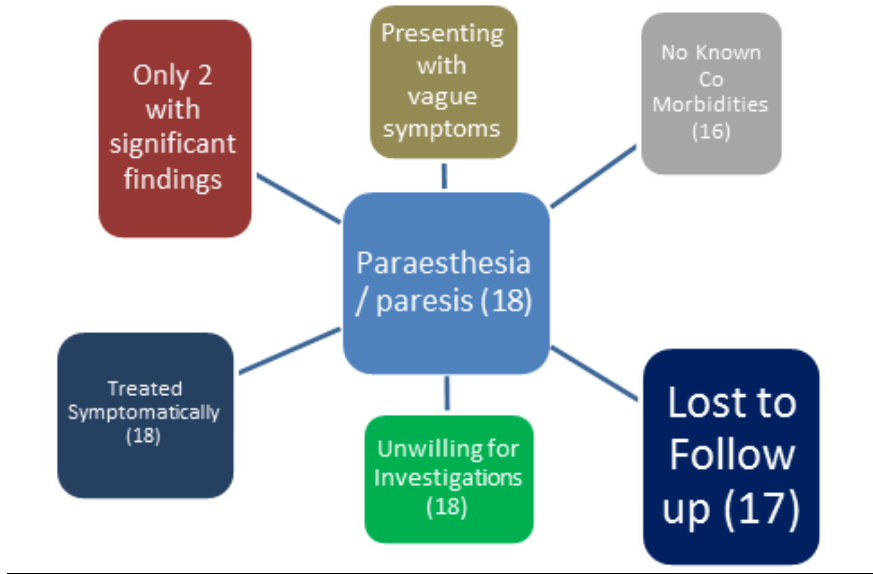 Only 2
with
significant
findings
Presenting
with
vague
symptoms
No Known
Co
Morbidities
(16)
Paraesthesia
/ paresis (18)
Treated
Symptomatically
(18)
Unwilling for
Investigations
(18)
Lost to
Follow
up (17)